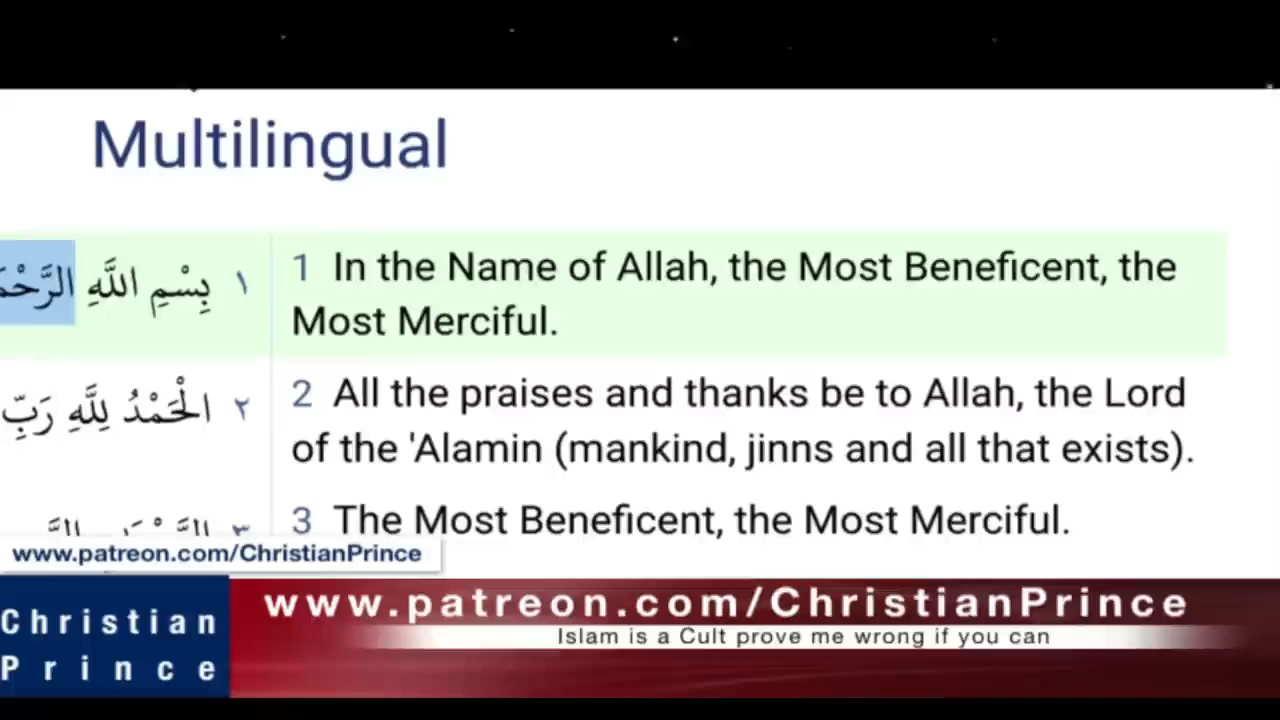 Multilingual
١ بِسْمِ اللَّهِ
1 In the Name of Allah, the Most Beneficent, the
Most Merciful.
٢ الْحَمْدُ لِلَّهِ رَبِّ
2 All the praises and thanks be to Allah, the Lord
of the 'Alamin (mankind, jinns and all that exists).
3 The Most Beneficent, the Most Merciful.
www.patreon.com/ChristianPrince
Christian
Prince
www.patreon.com/ChristianPrince
Islam is a Cult prove me wrong if you can